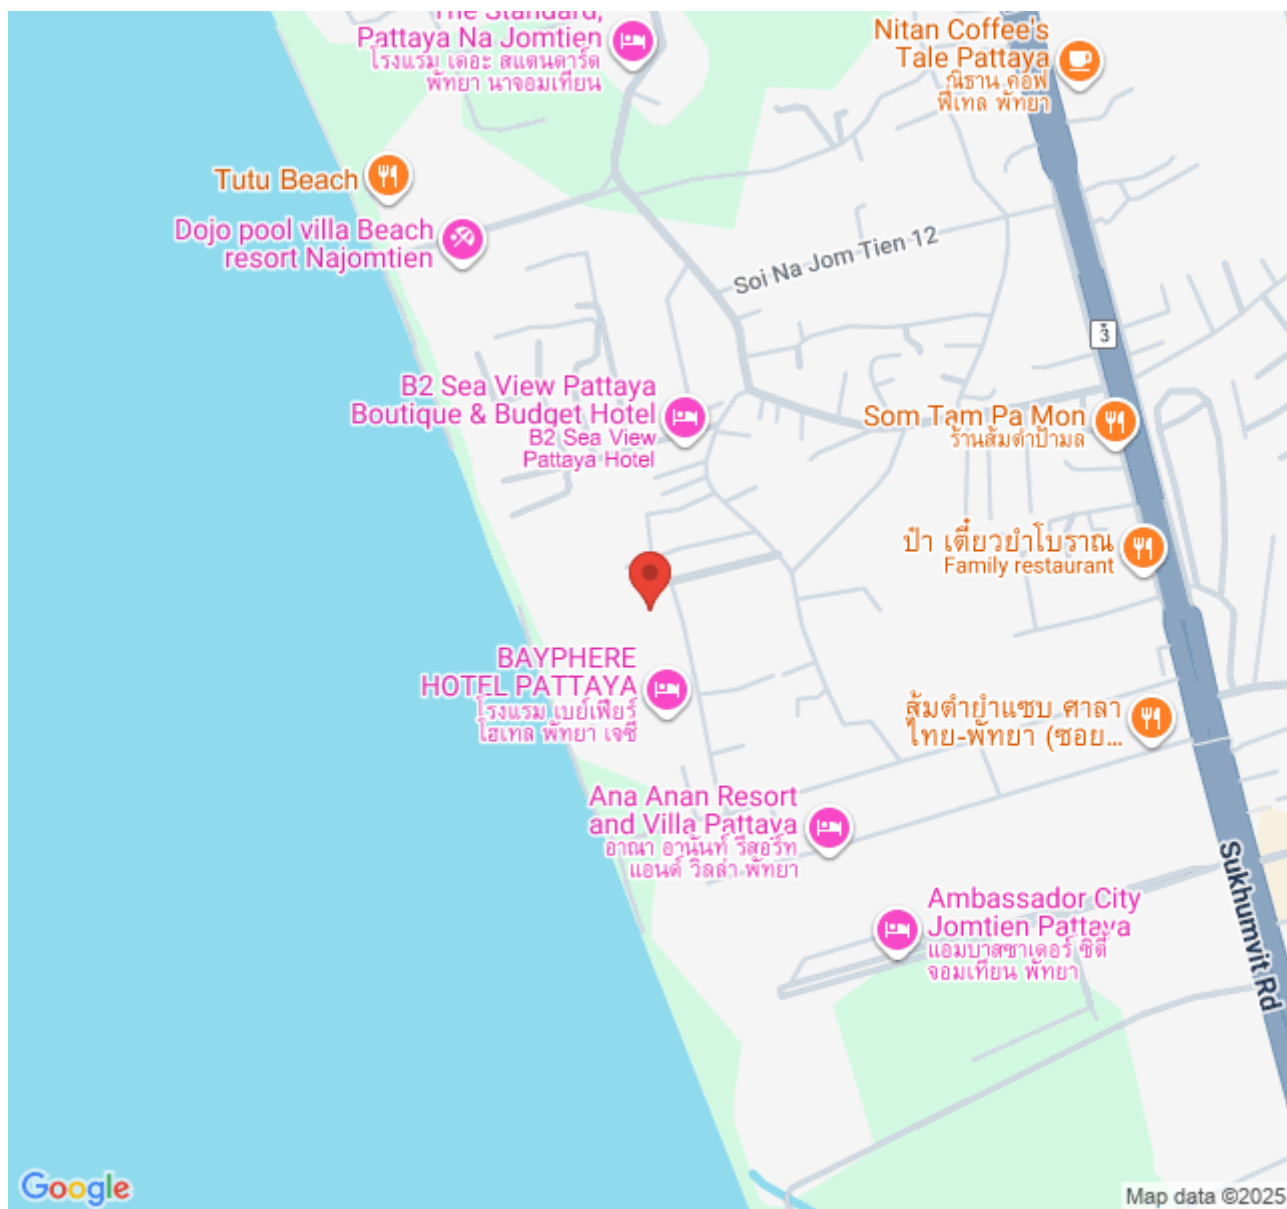 The Standard,
Pattaya Na Jomtien
โรงแรม เดอะ สแตนดาร์ด
พัทยา นาจอมเทียน
Nitan Coffee's
Tale Pattaya
ณิธาน คอฟ
ฟีเทล พัทยา
Tutu Beach
Dojo pool villa Beach
resort Najomtien
Soi Na Jom Tien 12
3
B2 Sea View Pattaya
Boutique & Budget Hotel
B2 Sea View
Pattaya Hotel
Som Tam Pa Mon
ร้านส้มตำป้ามล
ป๋า เตี๋ยวยำโบราณ
Family restaurant
BAYPHERE
HOTEL PATTAYA
โรงแรม เบย์เฟียร์
โฮเทล พัทยา เจซี
ส้มตำยำแซบ ศาลา
ไทย-พัทยา (ซอย...
Ana Anan Resort
and Villa Pattaya
อาณา อานันท์ รีสอร์ท
แอนด์ วิลล่า พัทยา
Sukhumvit Rd
Ambassador City
Jomtien Pattaya
แอมบาสซาเดอร์ ซิตี้
จอมเทียน พัทยา
Google
Map data ©2025